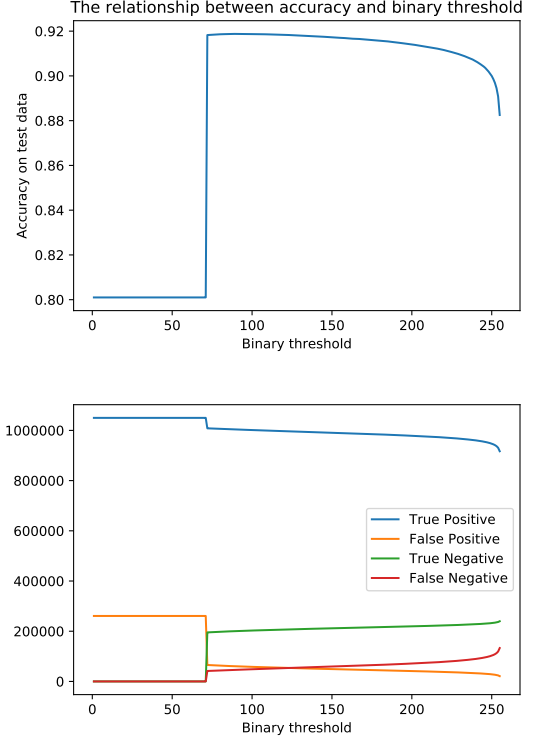 The relationship between accuracy and binary threshold
0.92
0.90
0.88
0.86
0.84
0.82
0.80
Accuracy on test data
0 50 100 150 200 250
Binary threshold
1000000
800000
600000
400000
200000
0
True Positive
False Positive
True Negative
False Negative
0 50 100 150 200 250
Binary threshold